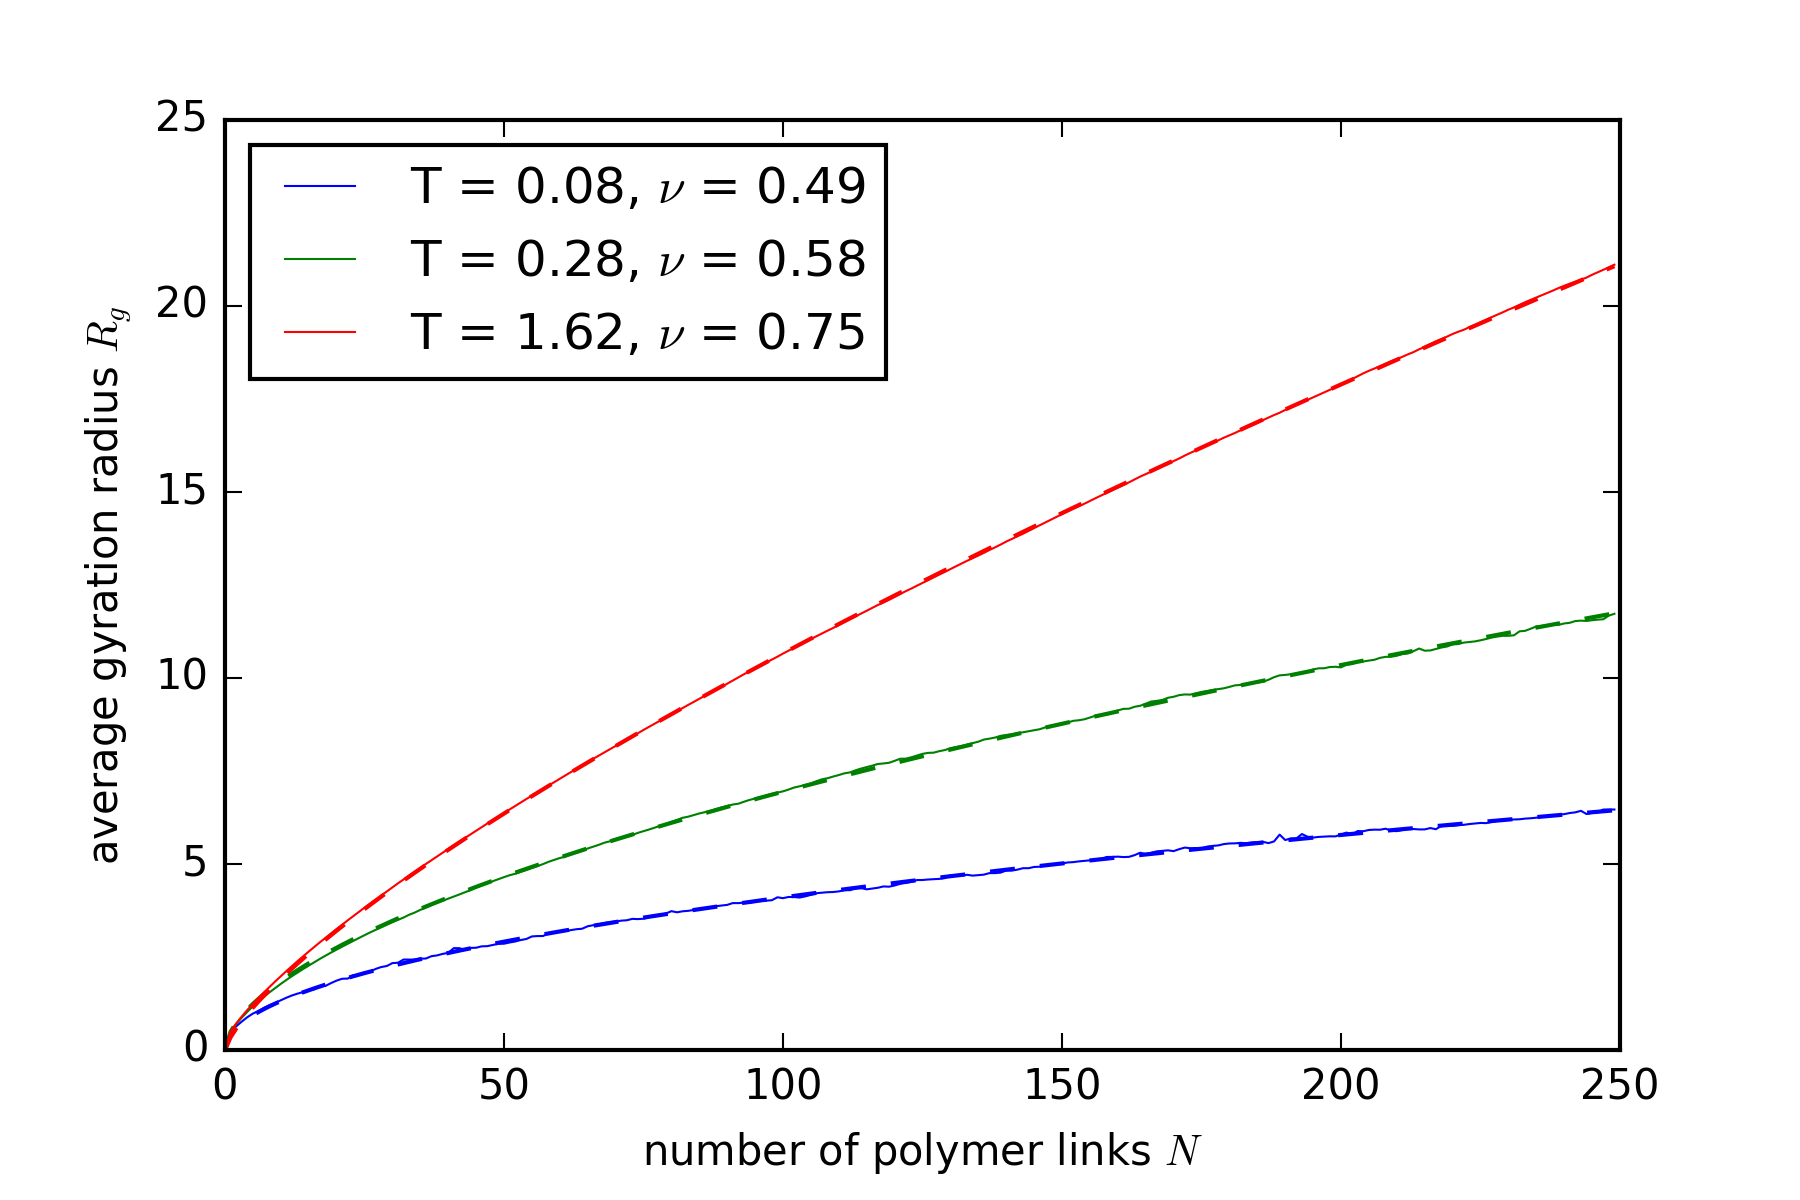 25
20
15
10
5
0
0 50 100 150 200 250
average gyration radius R_g
number of polymer links N
T = 0.08, ν = 0.49
T = 0.28, ν = 0.58
T = 1.62, ν = 0.75